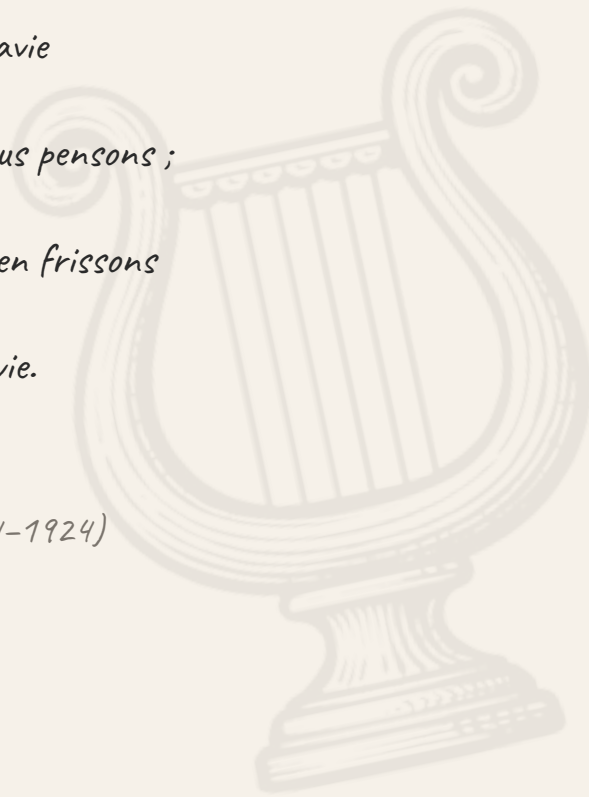 avie
us pensons ;
en frissons
vie.
–1924)